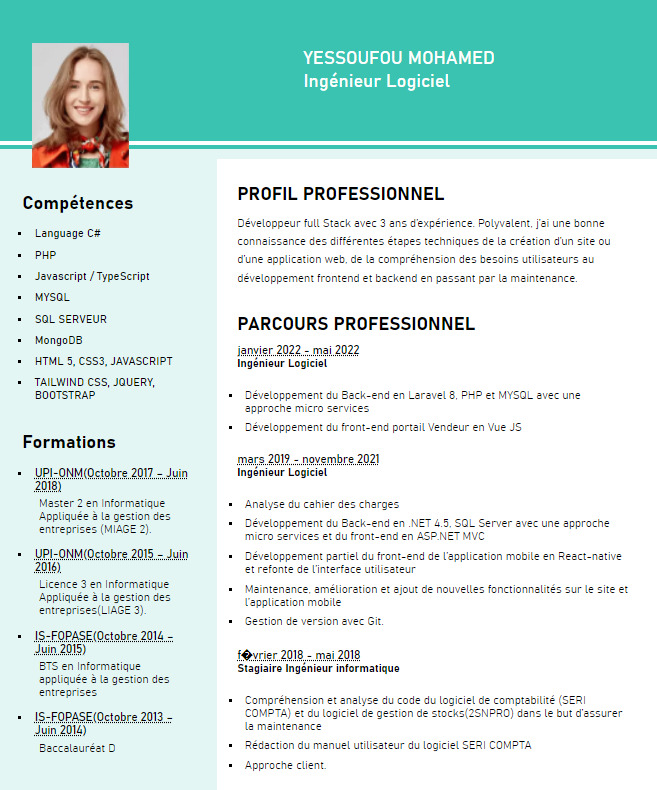 YESSOUFOU MOHAMED
Ingénieur Logiciel
Compétences
Language C#
PHP
Javascript / TypeScript
MYSQL
SQL SERVEUR
MongoDB
HTML 5, CSS3, JAVASCRIPT
TAILWIND CSS, JQUERY,
BOOTSTRAP
Formations
UPI-ONM(Octobre 2017 – Juin
2018)
Master 2 en Informatique
Appliquée à la gestion des
entreprises (MIAGE 2).
UPI-ONM(Octobre 2015 – Juin
2016)
Licence 3 en Informatique
Appliquée à la gestion des
entreprises(LIAGE 3).
IS-FOPASE(Octobre 2014 –
Juin 2015)
BTS en Informatique
appliquée à la gestion des
entreprises
IS-FOPASE(Octobre 2013 –
Juin 2014)
Baccalauréat D
PROFIL PROFESSIONNEL
Développeur full Stack avec 3 ans d'expérience. Polyvalent, j'ai une bonne
connaissance des différentes étapes techniques de la création d'un site ou
d'une application web, de la compréhension des besoins utilisateurs au
développement frontend et backend en passant par la maintenance.
PARCOURS PROFESSIONNEL
janvier 2022 - mai 2022
Ingénieur Logiciel
Développement du Back-end en Laravel 8, PHP et MYSQL avec une
approche micro services
Développement du front-end portail Vendeur en Vue JS
mars 2019 - novembre 2021
Ingénieur Logiciel
Analyse du cahier des charges
Développement du Back-end en .NET 4.5, SQL Server avec une approche
micro services et du front-end en ASP.NET MVC
Développement partiel du front-end de l'application mobile en React-native
et refonte de l'interface utilisateur
Maintenance, amélioration et ajout de nouvelles fonctionnalités sur le site et
l'application mobile
Gestion de version avec Git.
f�vrier 2018 - mai 2018
Stagiaire Ingénieur informatique
Compréhension et analyse du code du logiciel de comptabilité (SERI
COMPTA) et du logiciel de gestion de stocks(2SNPRO) dans le but d'assurer
la maintenance
Rédaction du manuel utilisateur du logiciel SERI COMPTA
Approche client.